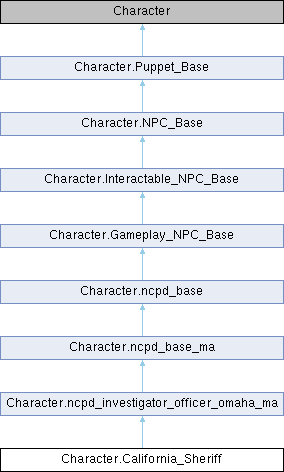 Character
Character.Puppet_Base
Character.NPC_Base
Character.Interactable_NPC_Base
Character.Gameplay_NPC_Base
Character.ncpd_base
Character.ncpd_base_ma
Character.ncpd_investigator_officer_omaha_ma
Character.California_Sheriff